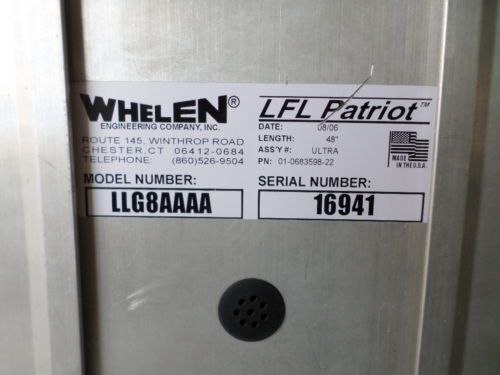 WHELEN®
ENGINEERING COMPANY, INC.
ROUTE 145, WINTHROP ROAD
CHESTER, CT 06412-0684
TELEPHONE: (860)526-9504
LFL Patriot™
DATE: 08/06
LENGTH: 48"
ASS'Y #: ULTRA
PN: 01-0683598-22
MADE
IN THE U.S.A.
MODEL NUMBER:
LLG8AAAA
SERIAL NUMBER:
16941